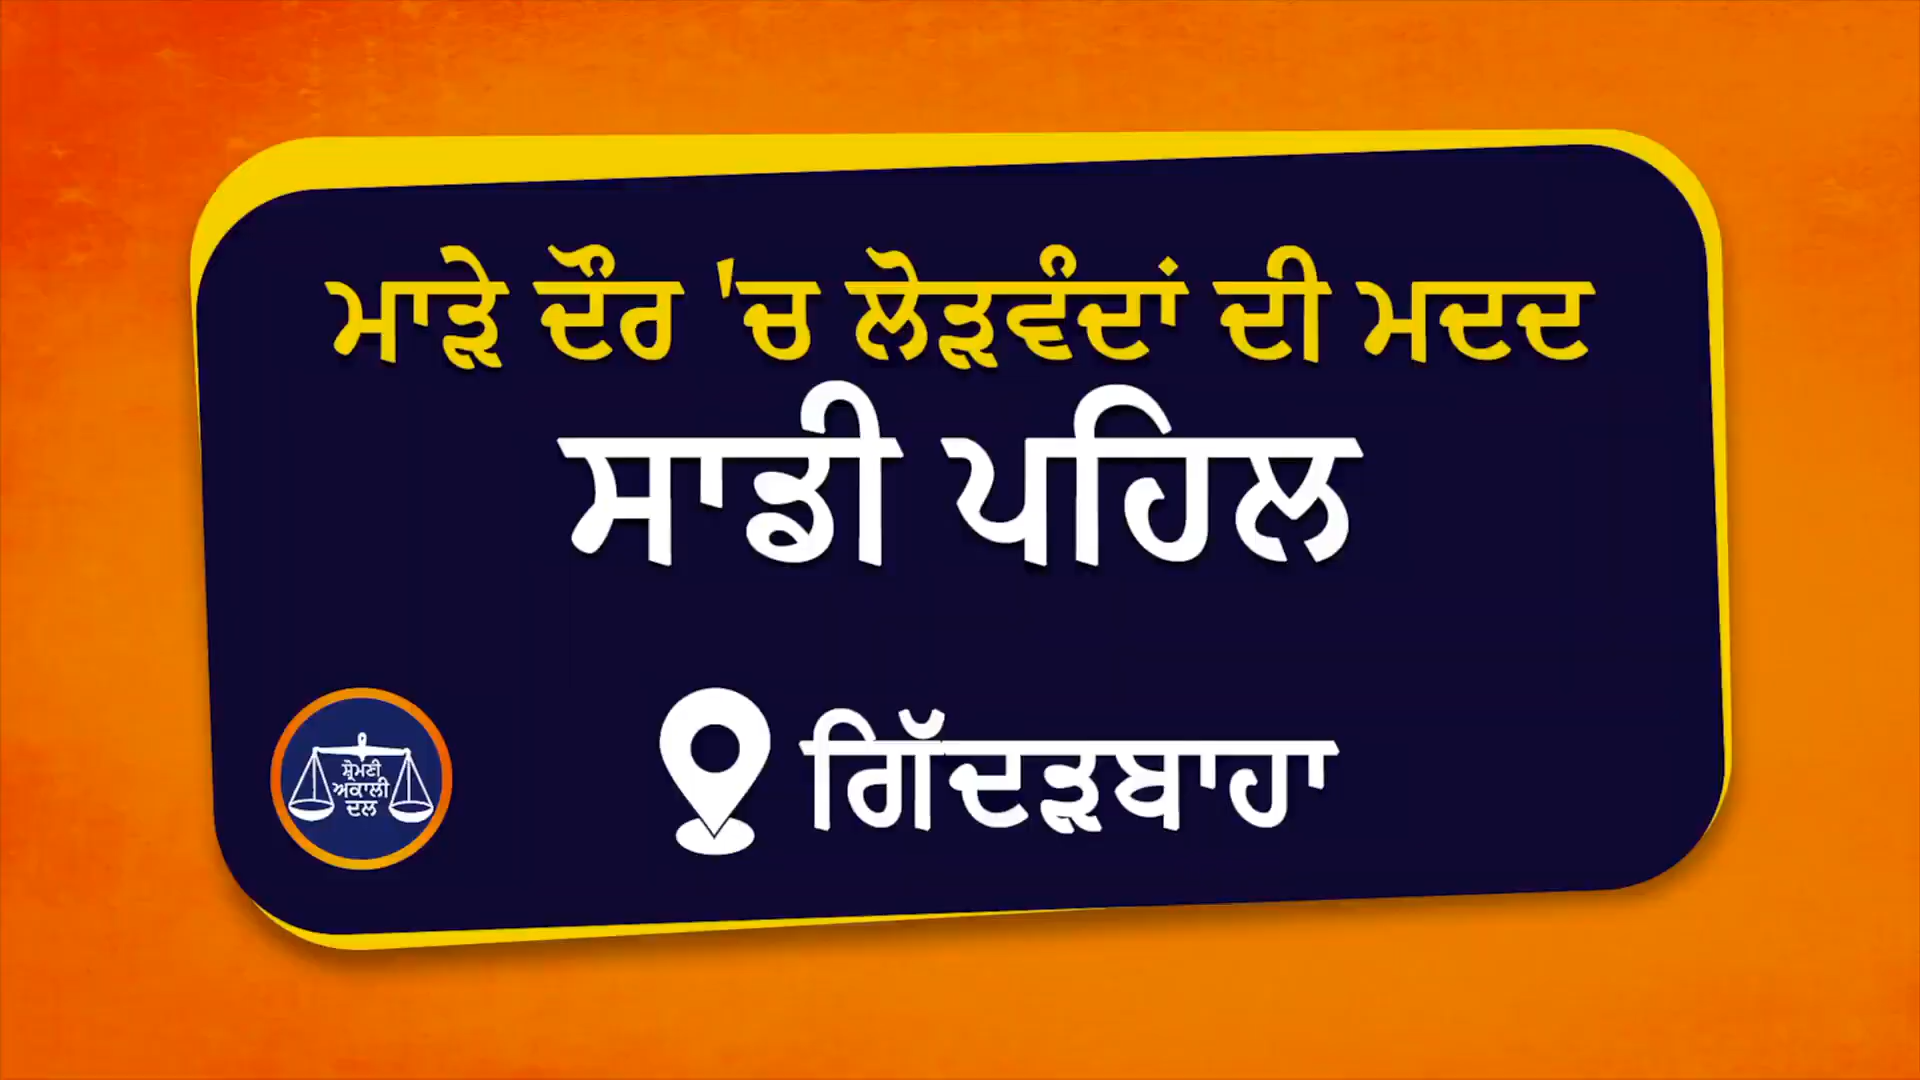 ਮਾੜੇ ਦੌਰ 'ਚ ਲੋੜਵੰਦਾਂ ਦੀ ਮਦਦ
ਸਾਡੀ ਪਹਿਲ
ਗਿੱਦੜਬਾਹਾ
ਸ਼੍ਰੋਮਣੀ
ਅਕਾਲੀ
ਦਲ